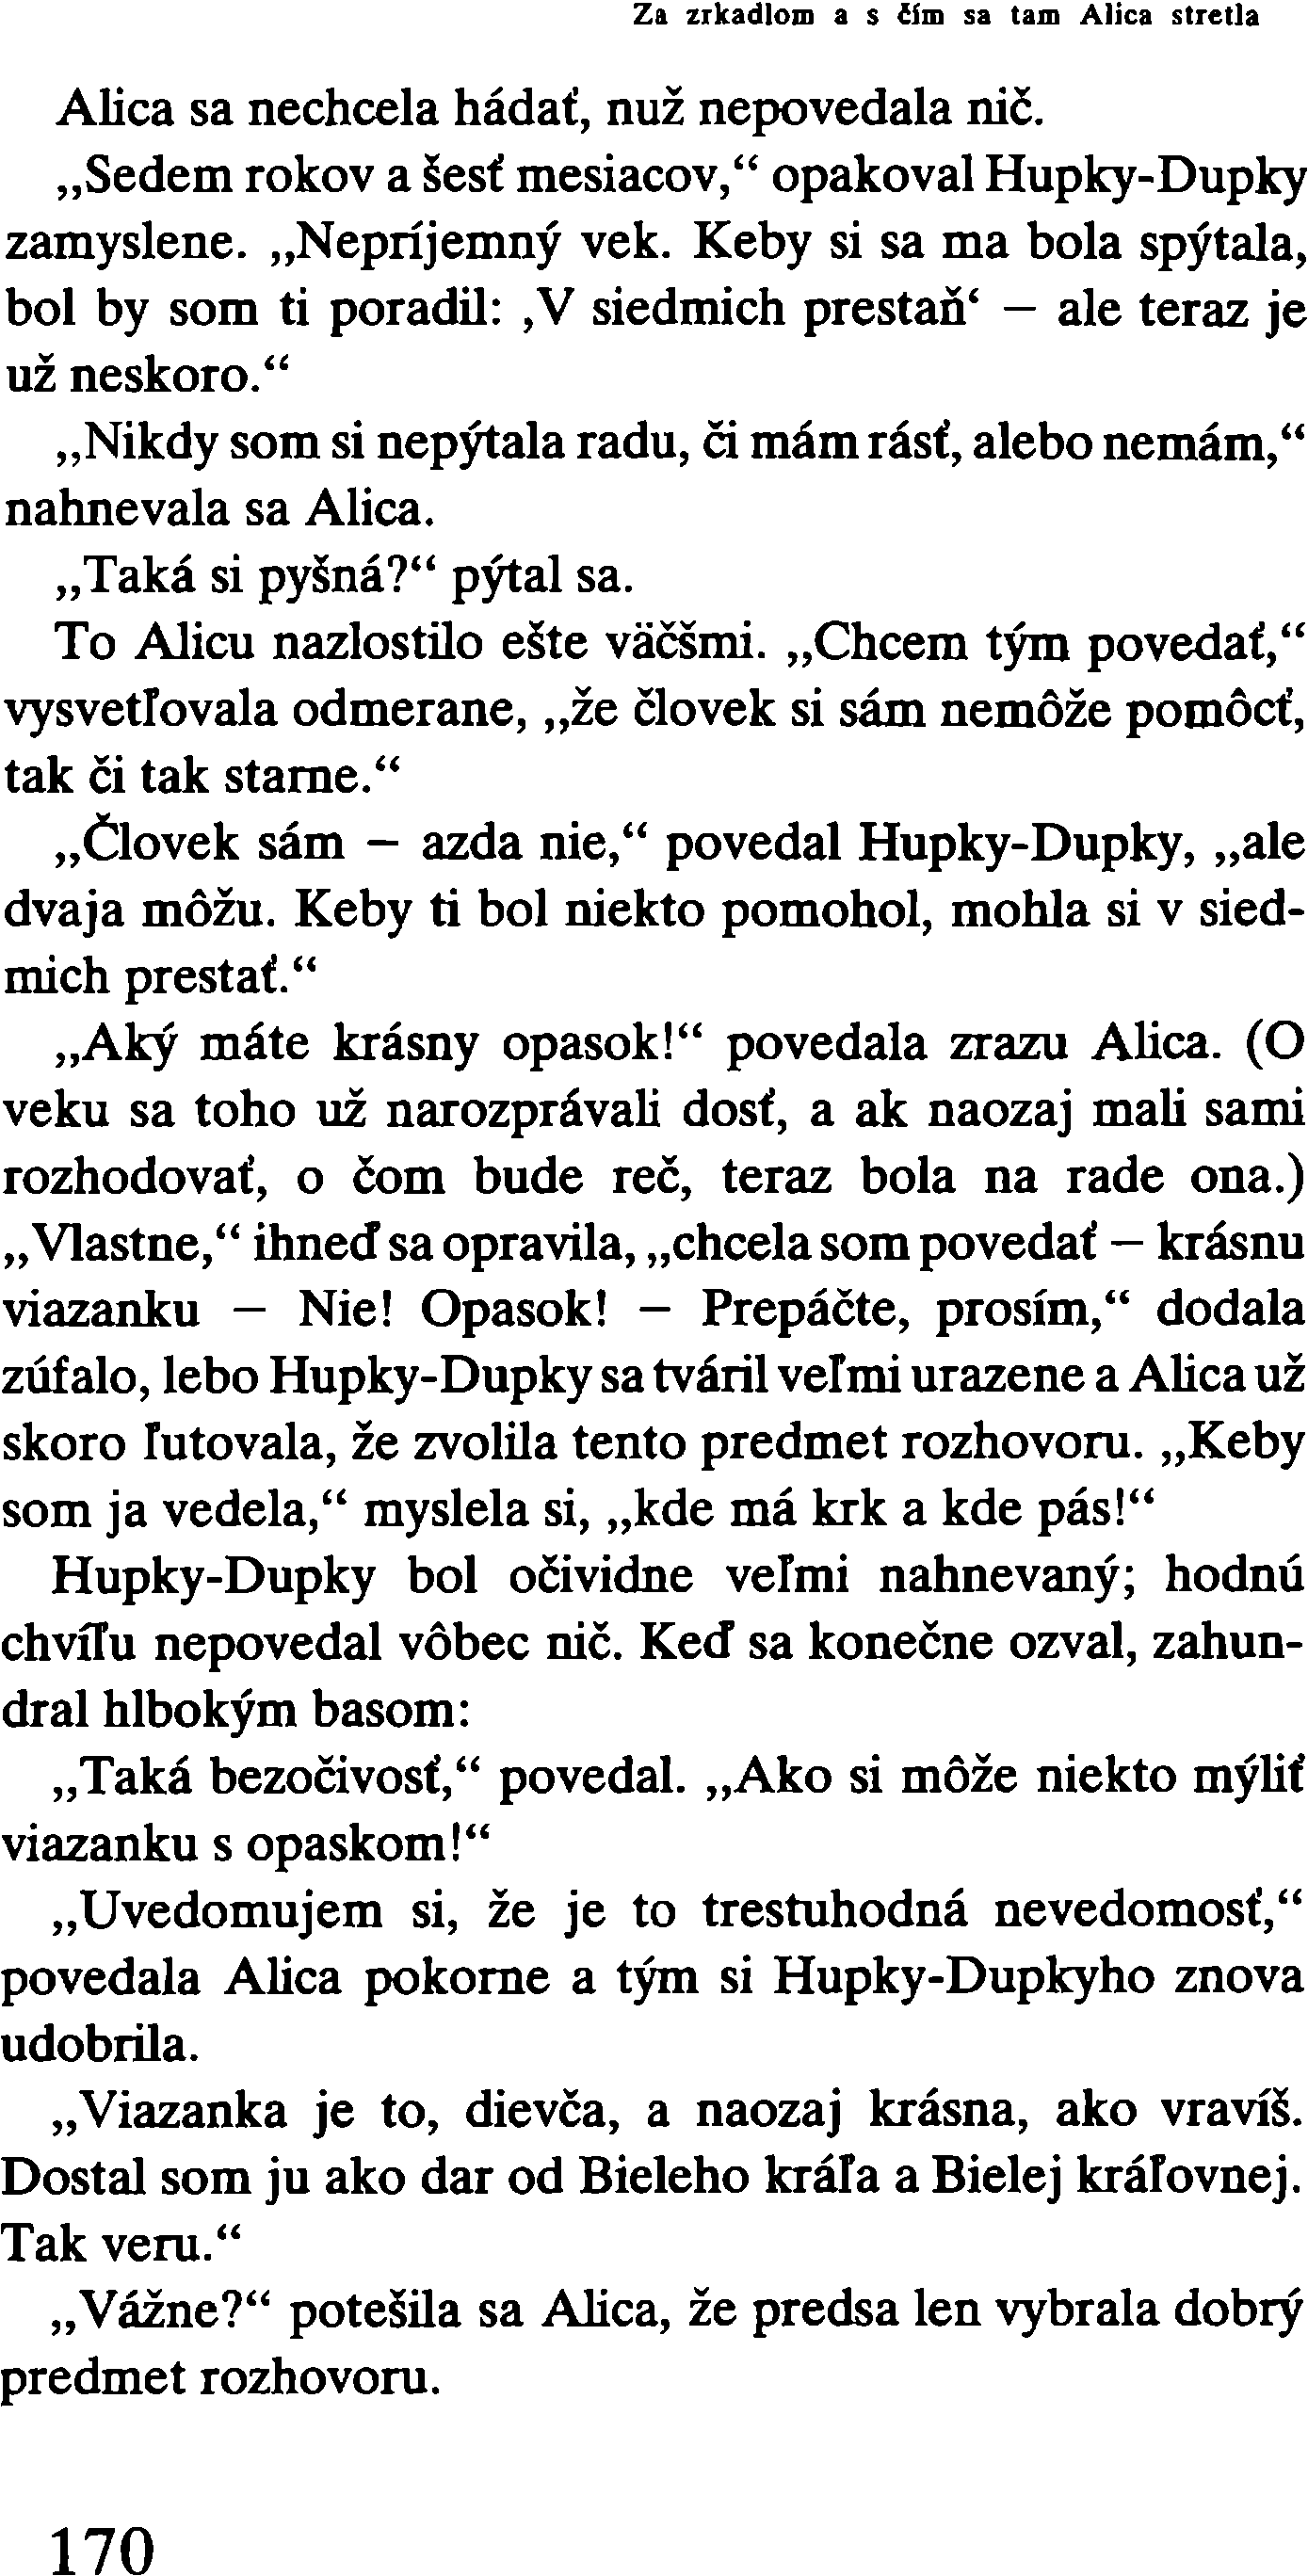 Za zrkadlom a s čím sa tam Alica stretla
Alica sa nechcela hádať, nuž nepovedala nič.
„Sedem rokov a šesť mesiacov,“ opakoval Hupky-Dupky
zamyslene. „Nepríjemný vek. Keby si sa ma bola spýtala,
bol by som ti poradil: ‚V siedmich prestaň‘ — ale teraz je
už neskoro.“
„Nikdy som si nepýtala radu, či mám rásť, alebo nemám,“
nahnevala sa Alica.
„Taká si pyšná?“ pýtal sa.
To Alicu nazlostilo ešte väčšmi. „Chcem tým povedať,“
vysvetľovala odmerane, „že človek si sám nemôže pomôcť,
tak či tak starne.“
„Človek sám — azda nie,“ povedal Hupky-Dupky, „ale
dvaja môžu. Keby ti bol niekto pomohol, mohla si v sied-
mich prestať.“
„Aký máte krásny opasok!“ povedala zrazu Alica. (O
veku sa toho už narozprávali dosť, a ak naozaj mali sami
rozhodovať, o čom bude reč, teraz bola na rade ona.)
„Vlastne,“ ihneď sa opravila, „chcela som povedať — krásnu
viazanku — Nie! Opasok! — Prepáčte, prosím,“ dodala
zúfalo, lebo Hupky-Dupky sa tváril veľmi urazene a Alica už
skoro ľutovala, že zvolila tento predmet rozhovoru. „Keby
som ja vedela,“ myslela si, „kde má krk a kde pás!“
Hupky-Dupky bol očividne veľmi nahnevaný; hodnú
chvíľu nepovedal vôbec nič. Keď sa konečne ozval, zahun-
dral hlbokým basom:
„Taká bezočivosť,“ povedal. „Ako si môže niekto mýliť
viazanku s opaskom!“
„Uvedomujem si, že je to trestuhodná nevedomosť,“
povedala Alica pokorne a tým si Hupky-Dupkyho znova
udobrila.
„Viazanka je to, dievča, a naozaj krásna, ako vravíš.
Dostal som ju ako dar od Bieleho kráľa a Bielej kráľovnej.
Tak veru.“
„Vážne?“ potešila sa Alica, že predsa len vybrala dobrý
predmet rozhovoru.
170